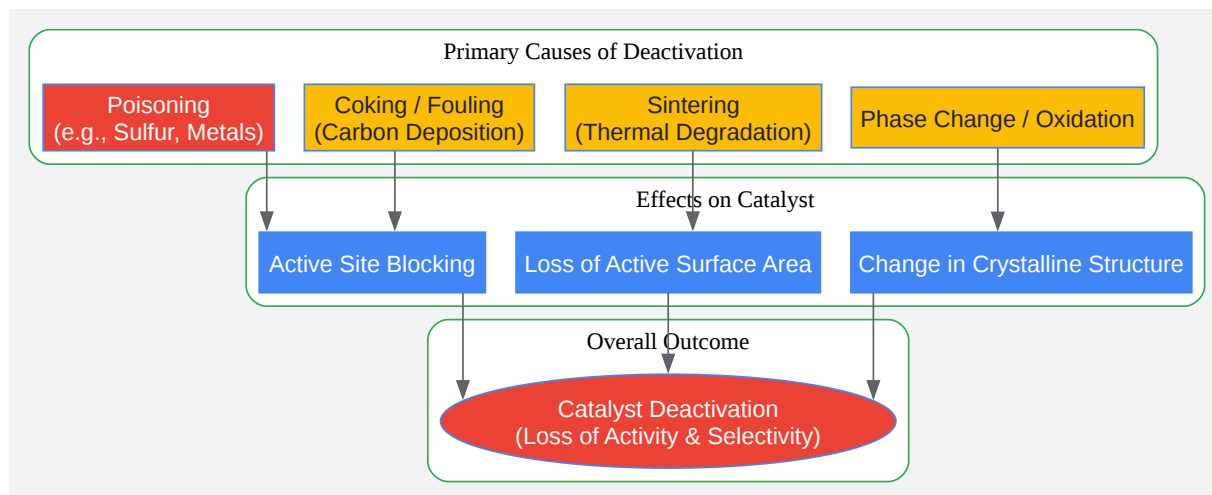 Primary Causes of Deactivation
Poisoning
(e.g., Sulfur, Metals)
Coking / Fouling
(Carbon Deposition)
Sintering
(Thermal Degradation)
Phase Change / Oxidation
Effects on Catalyst
Active Site Blocking
Loss of Active Surface Area
Change in Crystalline Structure
Overall Outcome
Catalyst Deactivation
(Loss of Activity & Selectivity)